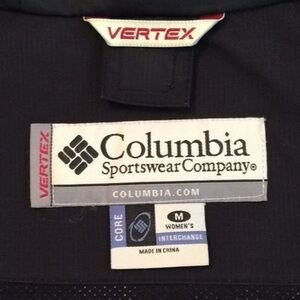 VERTEX
VERTEX
Columbia
Sportswear Company®
COLUMBIA.COM
CORE
M
WOMEN'S
INTERCHANGE
MADE IN CHINA